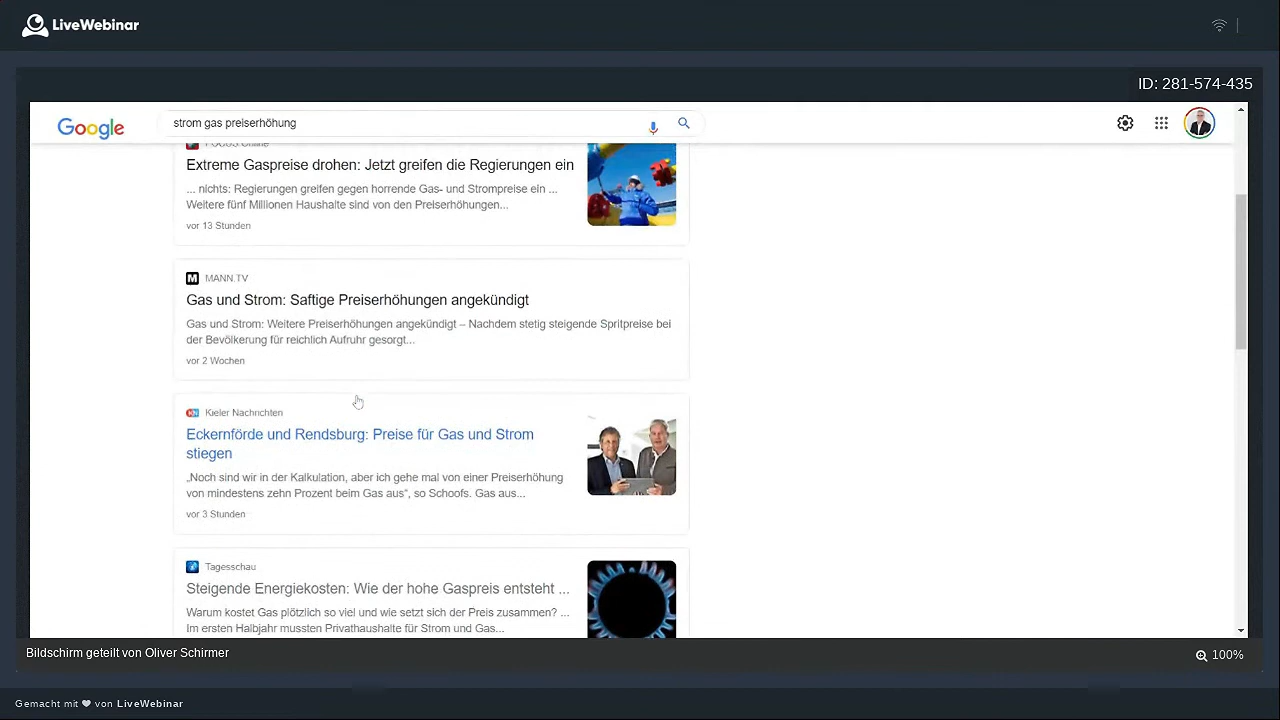 LiveWebinar
ID: 281-574-435
Google
strom gas preiserhöhung
FOCUS Online
Extreme Gaspreise drohen: Jetzt greifen die Regierungen ein
... nichts: Regierungen greifen gegen horrende Gas- und Strompreise ein ...
Weitere fünf Millionen Haushalte sind von den Preiserhöhungen...
vor 13 Stunden
M MANN.TV
Gas und Strom: Saftige Preiserhöhungen angekündigt
Gas und Strom: Weitere Preiserhöhungen angekündigt – Nachdem stetig steigende Spritpreise bei
der Bevölkerung für reichlich Aufruhr gesorgt...
vor 2 Wochen
Kieler Nachrichten
Eckernförde und Rendsburg: Preise für Gas und Strom
stiegen
„Noch sind wir in der Kalkulation, aber ich gehe mal von einer Preiserhöhung
von mindestens zehn Prozent beim Gas aus“, so Schoofs. Gas aus...
vor 3 Stunden
Tagesschau
Steigende Energiekosten: Wie der hohe Gaspreis entsteht ...
Warum kostet Gas plötzlich so viel und wie setzt sich der Preis zusammen? ...
Im ersten Halbjahr mussten Privathaushalte für Strom und Gas...
Bildschirm geteilt von Oliver Schirmer
100%
Gemacht mit von LiveWebinar